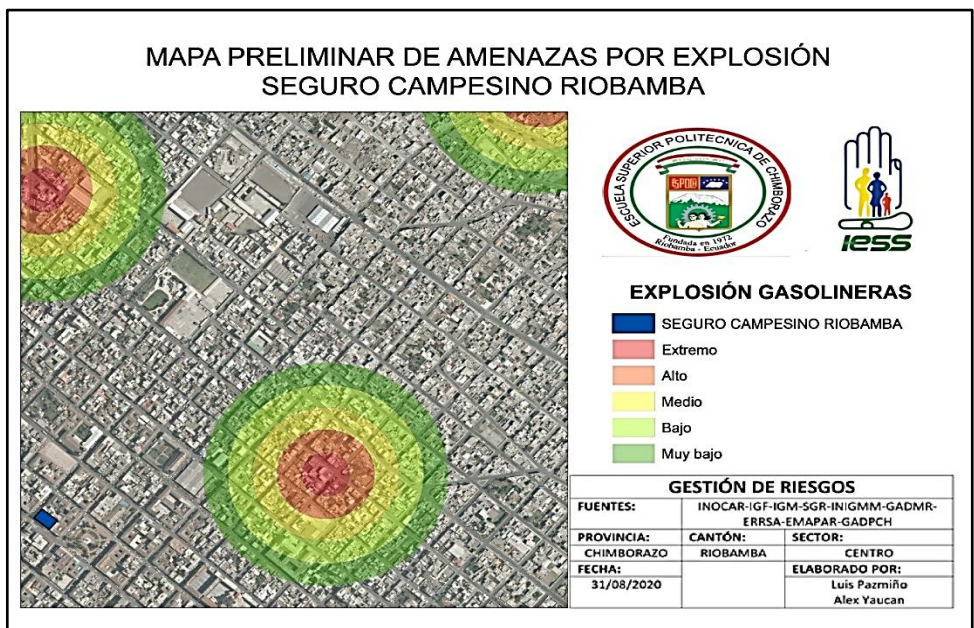 MAPA PRELIMINAR DE AMENAZAS POR EXPLOSIÓN
SEGURO CAMPESINO RIOBAMBA
ESCUELA SUPERIOR POLITECNICA DE CHIMBORAZO
ESPOCH
Fundada en 1972
Riobamba - Ecuador
IESS
EXPLOSIÓN GASOLINERAS
SEGURO CAMPESINO RIOBAMBA
Extremo
Alto
Medio
Bajo
Muy bajo
GESTIÓN DE RIESGOS
FUENTES:
INOCAR-IGF-IGM-SGR-INIGMM-GADMR-
ERRSA-EMAPAR-GADPCH
PROVINCIA: CANTÓN: SECTOR:
CHIMBORAZO RIOBAMBA CENTRO
FECHA: ELABORADO POR:
31/08/2020 Luis Pazmiño
Alex Yaucan